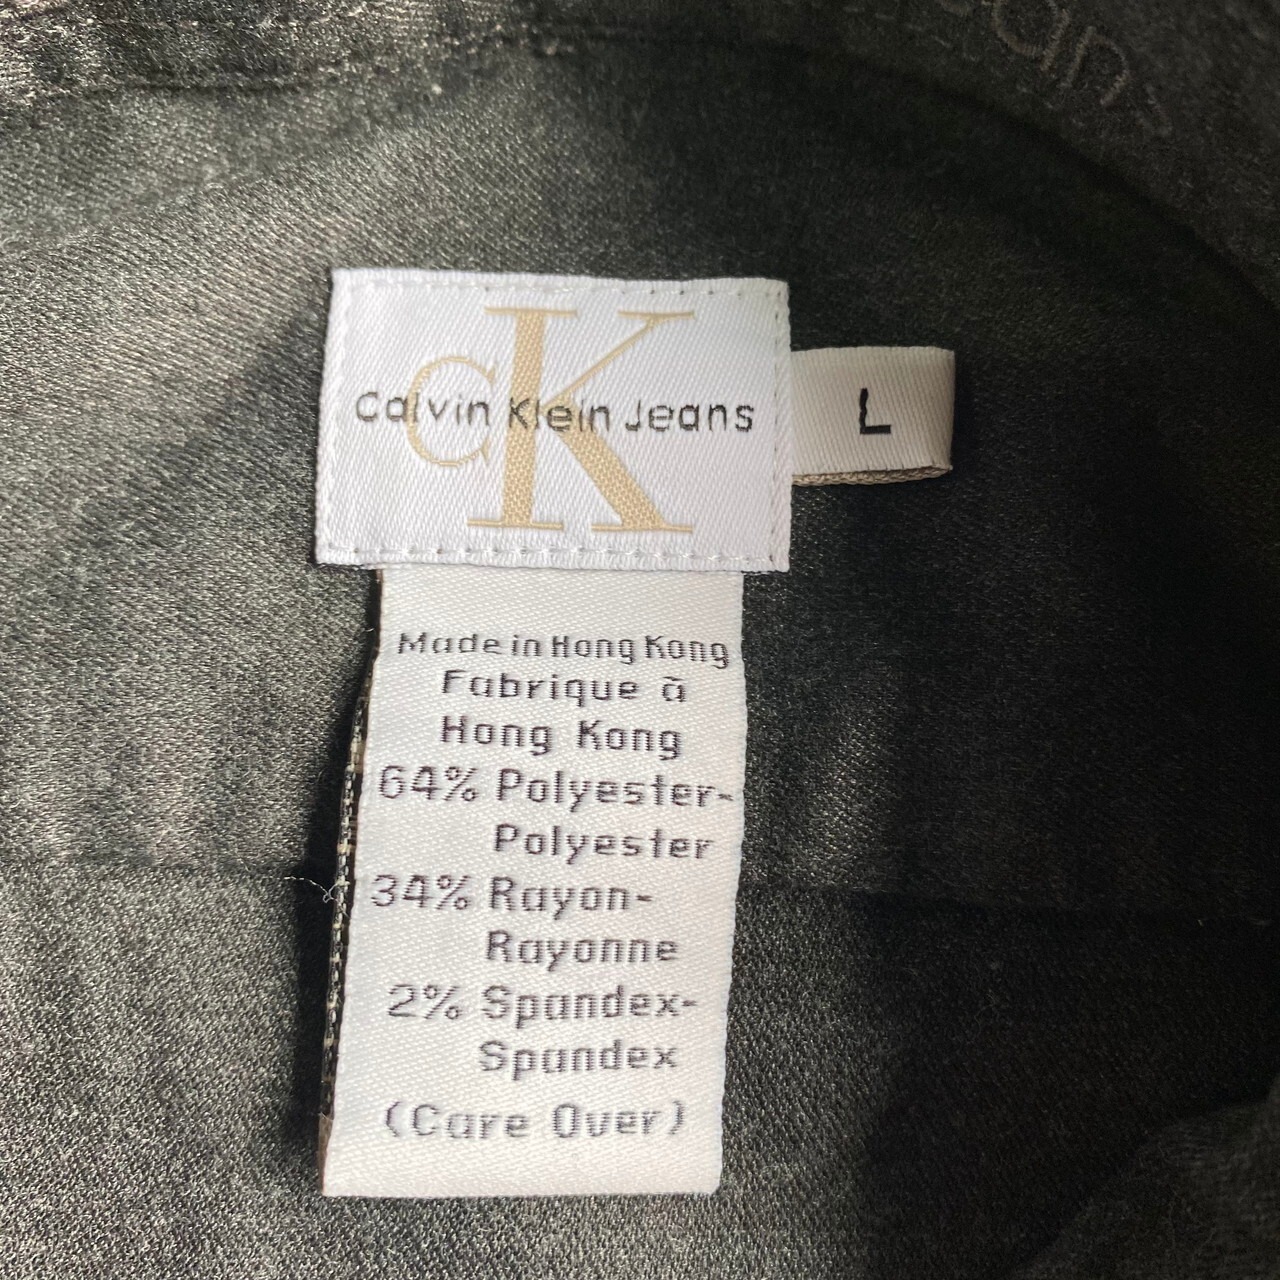 CK
Calvin Klein Jeans
L
Made in Hong Kong
Fabrique à
Hong Kong
64% Polyester-
Polyester
34% Rayon-
Rayonne
2% Spandex-
Spandex
(Care Over)